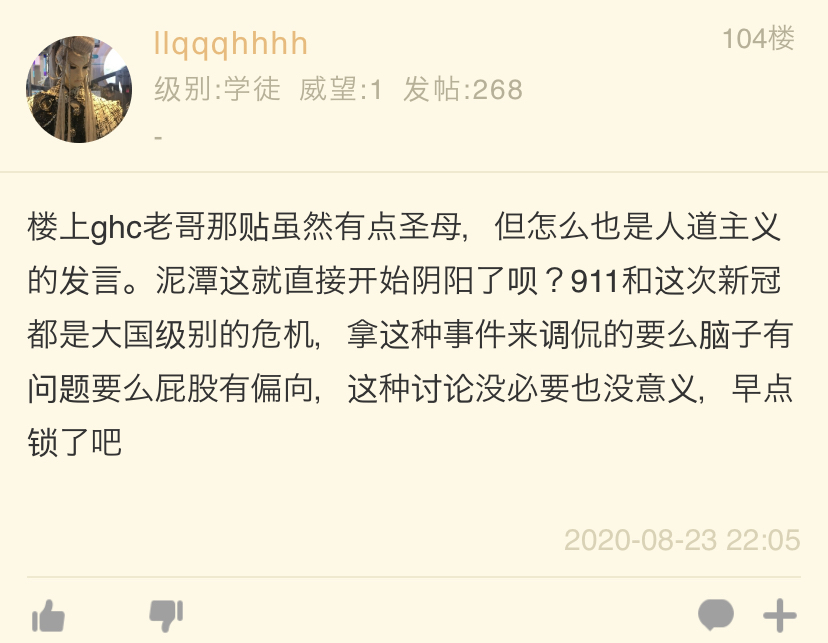 llqqqhhhh
104楼
级别:学徒 威望:1 发帖:268
-
楼上ghc老哥那贴虽然有点圣母，但怎么也是人道主义
的发言。泥潭这就直接开始阴阳了呗？911和这次新冠
都是大国级别的危机，拿这种事件来调侃的要么脑子有
问题要么屁股有偏向，这种讨论没必要也没意义，早点
锁了吧
2020-08-23 22:05